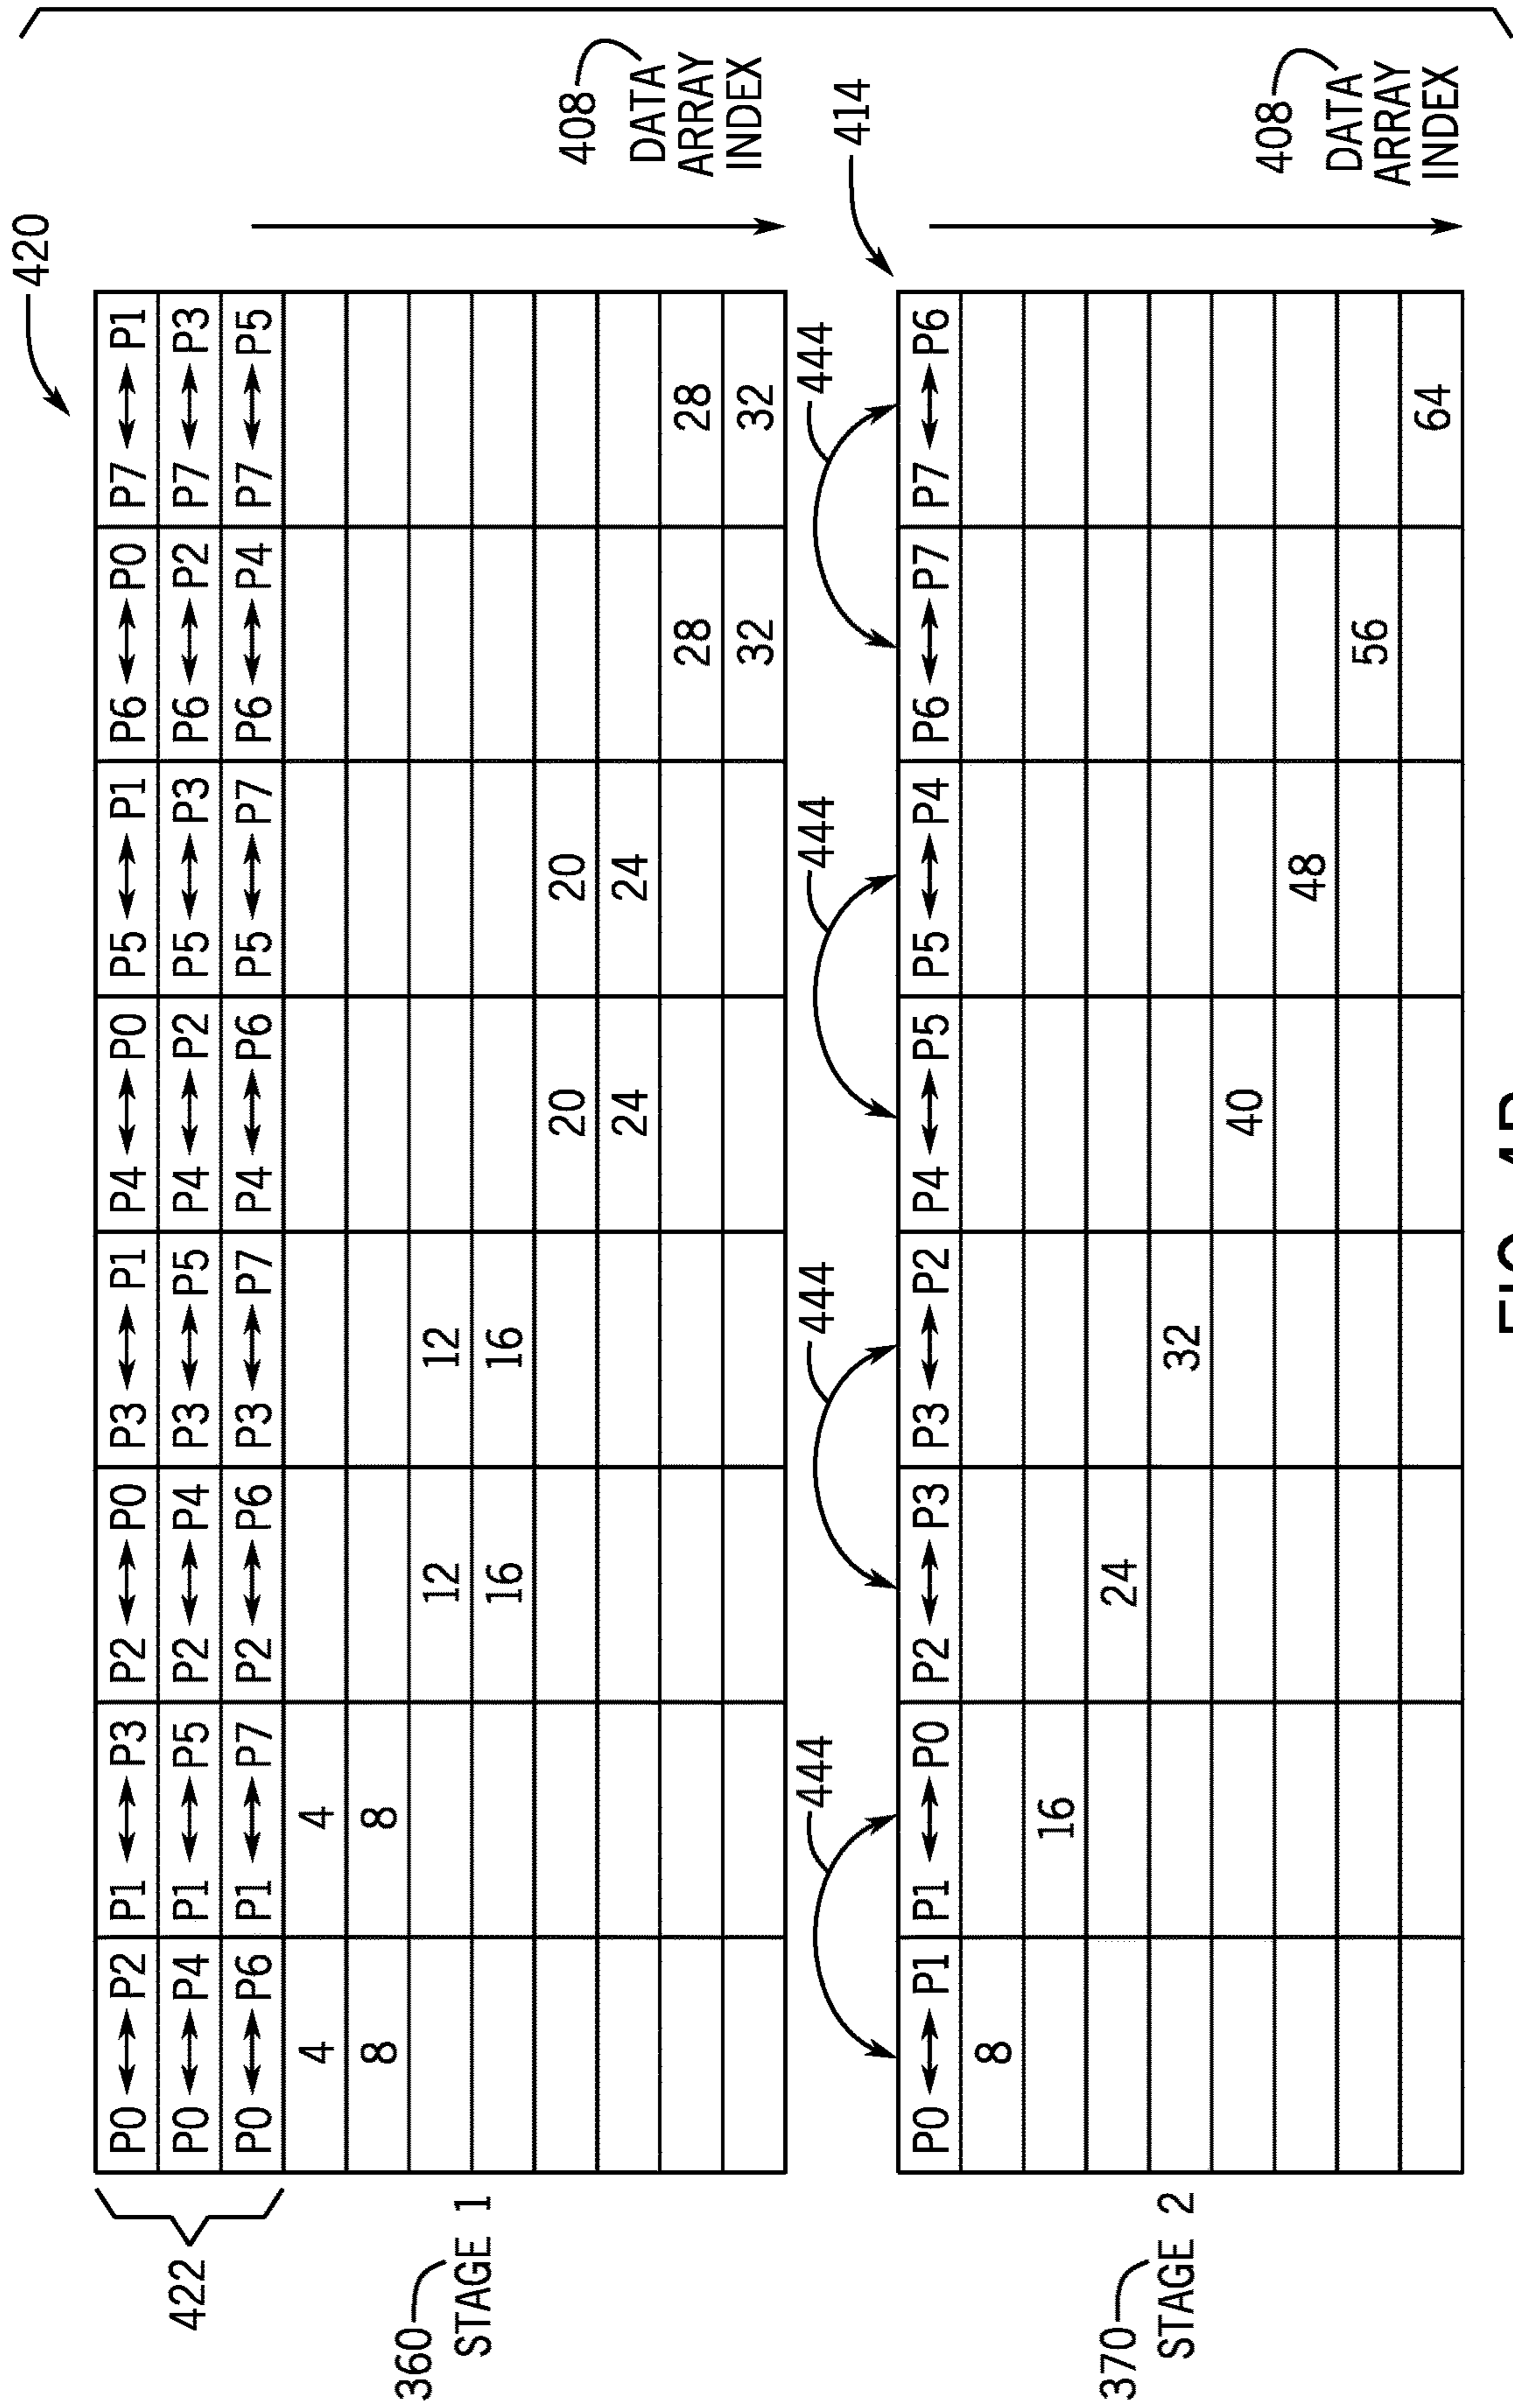 420
422
P0 ↔ P2 P1 ↔ P3 P2 ↔ P0 P3 ↔ P1 P4 ↔ P0 P5 ↔ P1 P6 ↔ P0 P7 ↔ P1
P0 ↔ P4 P1 ↔ P5 P2 ↔ P4 P3 ↔ P5 P4 ↔ P2 P5 ↔ P3 P6 ↔ P2 P7 ↔ P3
P0 ↔ P6 P1 ↔ P7 P2 ↔ P6 P3 ↔ P7 P4 ↔ P6 P5 ↔ P7 P6 ↔ P4 P7 ↔ P5
4 4
8 8
12 12
16 16
20 20
24 24
28 28
32 32
360
STAGE 1
408
DATA
ARRAY
INDEX
444 444 444 444
414
P0 ↔ P1 P1 ↔ P0 P2 ↔ P3 P3 ↔ P2 P4 ↔ P5 P5 ↔ P4 P6 ↔ P7 P7 ↔ P6
8
16
24
32
40
48
56
64
370
STAGE 2
408
DATA
ARRAY
INDEX